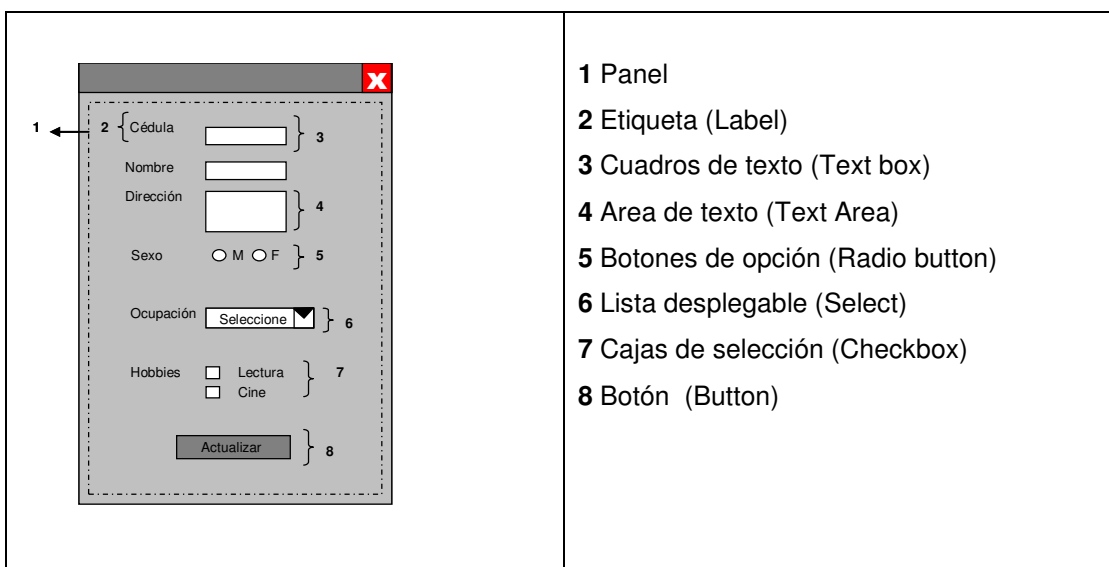 X
1
2
Cédula
3
Nombre
Dirección
4
Sexo
M
F
5
Ocupación
Seleccione
6
Hobbies
Lectura
7
Cine
Actualizar
8
1 Panel
2 Etiqueta (Label)
3 Cuadros de texto (Text box)
4 Area de texto (Text Area)
5 Botones de opción (Radio button)
6 Lista desplegable (Select)
7 Cajas de selección (Checkbox)
8 Botón (Button)